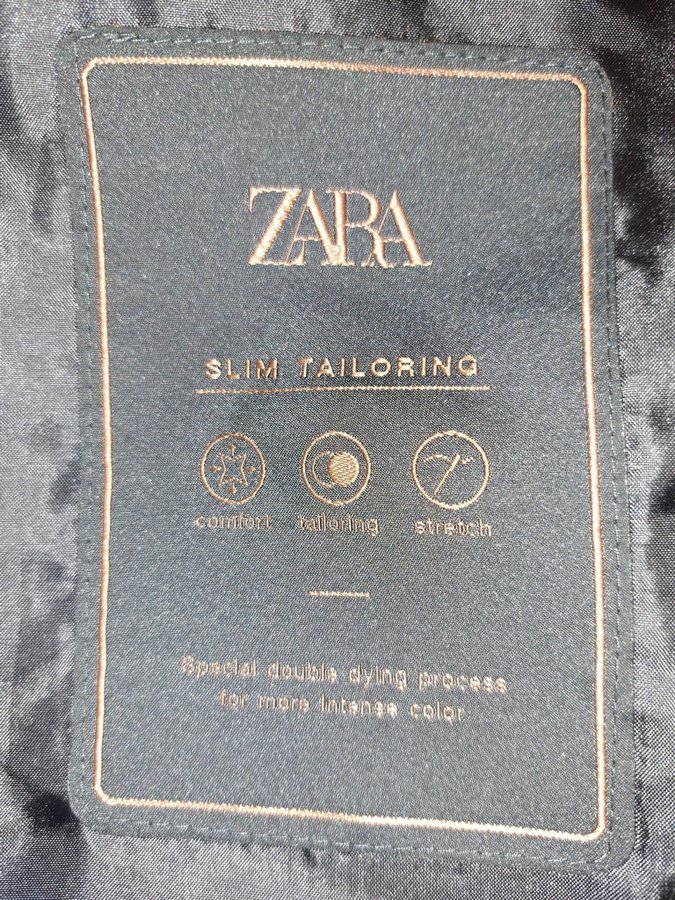 ZARA
SLIM TAILORING
comfort tailoring stretch
Special double dying process
for more intense color